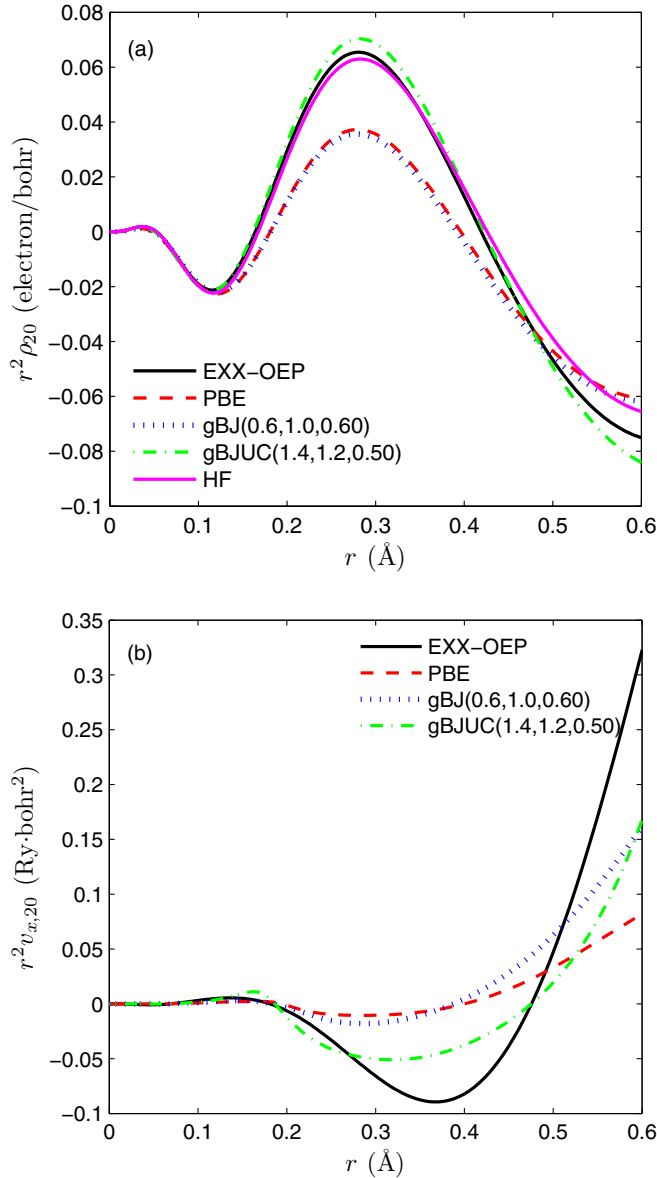 (a)
0.08
0.06
0.04
0.02
0
−0.02
−0.04
−0.06
−0.08
−0.1
r²ρ₂₀ (electron/bohr)
EXX−OEP
PBE
gBJ(0.6,1.0,0.60)
gBJUC(1.4,1.2,0.50)
HF
0 0.1 0.2 0.3 0.4 0.5 0.6
r (Å)
(b)
0.35
0.3
0.25
0.2
0.15
0.1
0.05
0
−0.05
−0.1
r²vₓ,₂₀ (Ry·bohr²)
EXX−OEP
PBE
gBJ(0.6,1.0,0.60)
gBJUC(1.4,1.2,0.50)
0 0.1 0.2 0.3 0.4 0.5 0.6
r (Å)